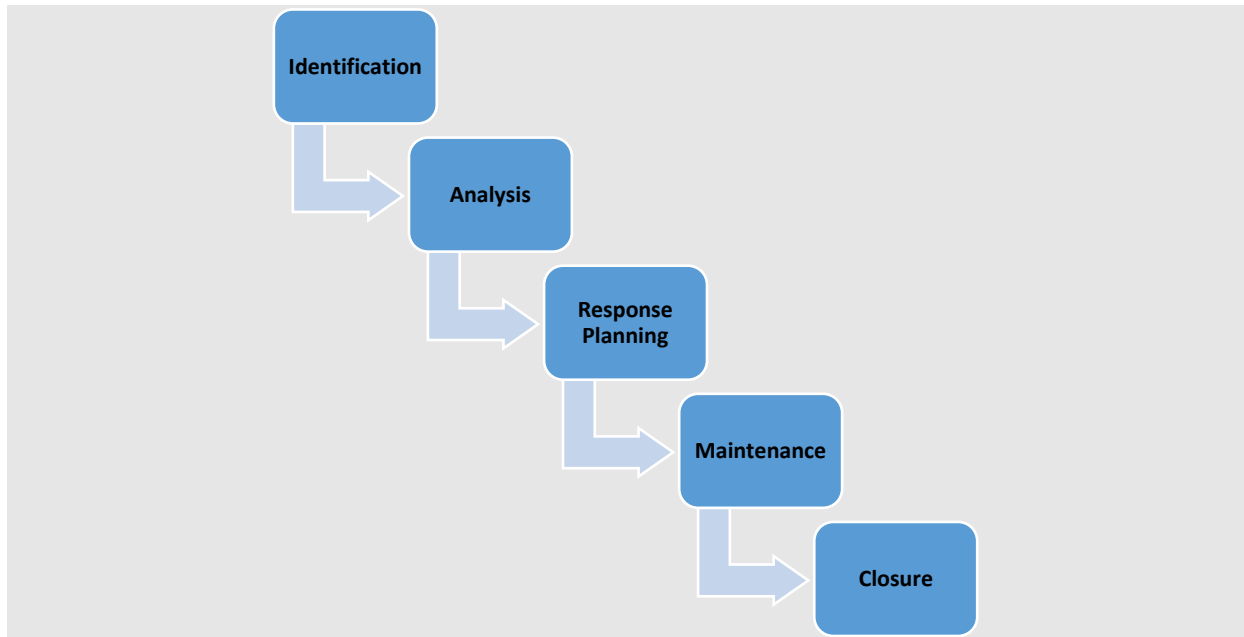 Identification
Analysis
Response
Planning
Maintenance
Closure